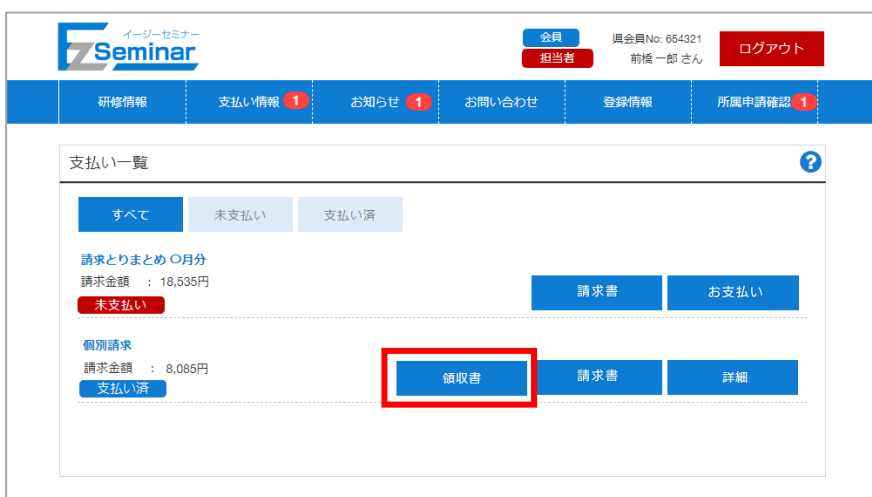 イージーセミナー
EZSeminar
会員
担当者
県会員No: 654321
前橋 一郎 さん
ログアウト
研修情報
支払い情報 1
お知らせ 1
お問い合わせ
登録情報
所属申請確認 1
支払い一覧
?
すべて
未支払い
支払い済
請求とりまとめ 〇月分
請求金額 : 18,535円
未支払い
請求書
お支払い
個別請求
請求金額 : 8,085円
支払い済
領収書
請求書
詳細